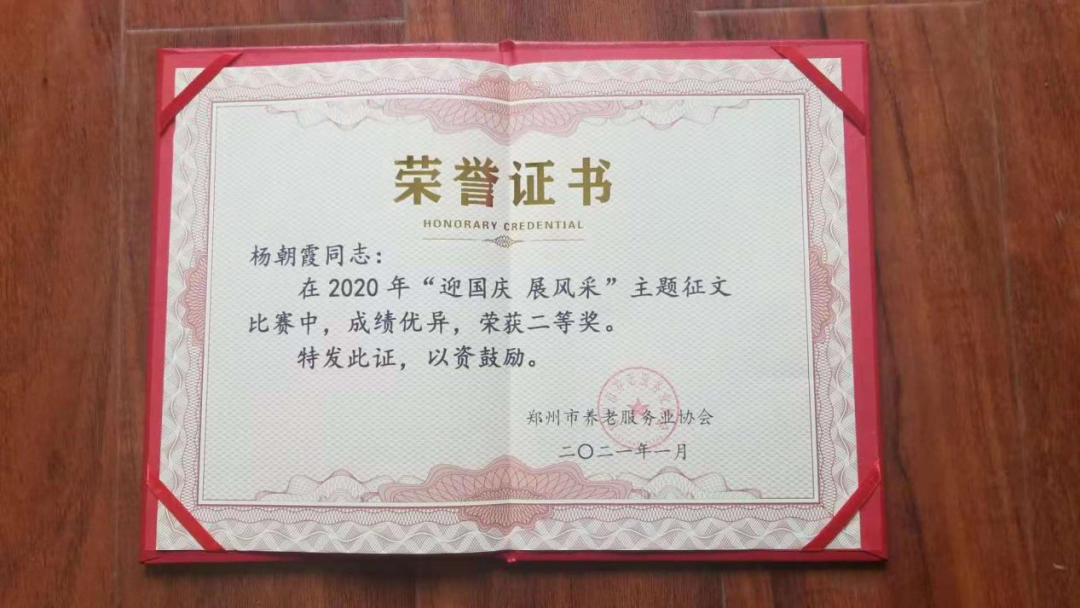 荣誉证书
HONORARY CREDENTIAL
杨朝霞同志：
在2020年“迎国庆 展风采”主题征文
比赛中，成绩优异，荣获二等奖。
特发此证，以资鼓励。
郑州市养老服务业协会
二〇二一年一月